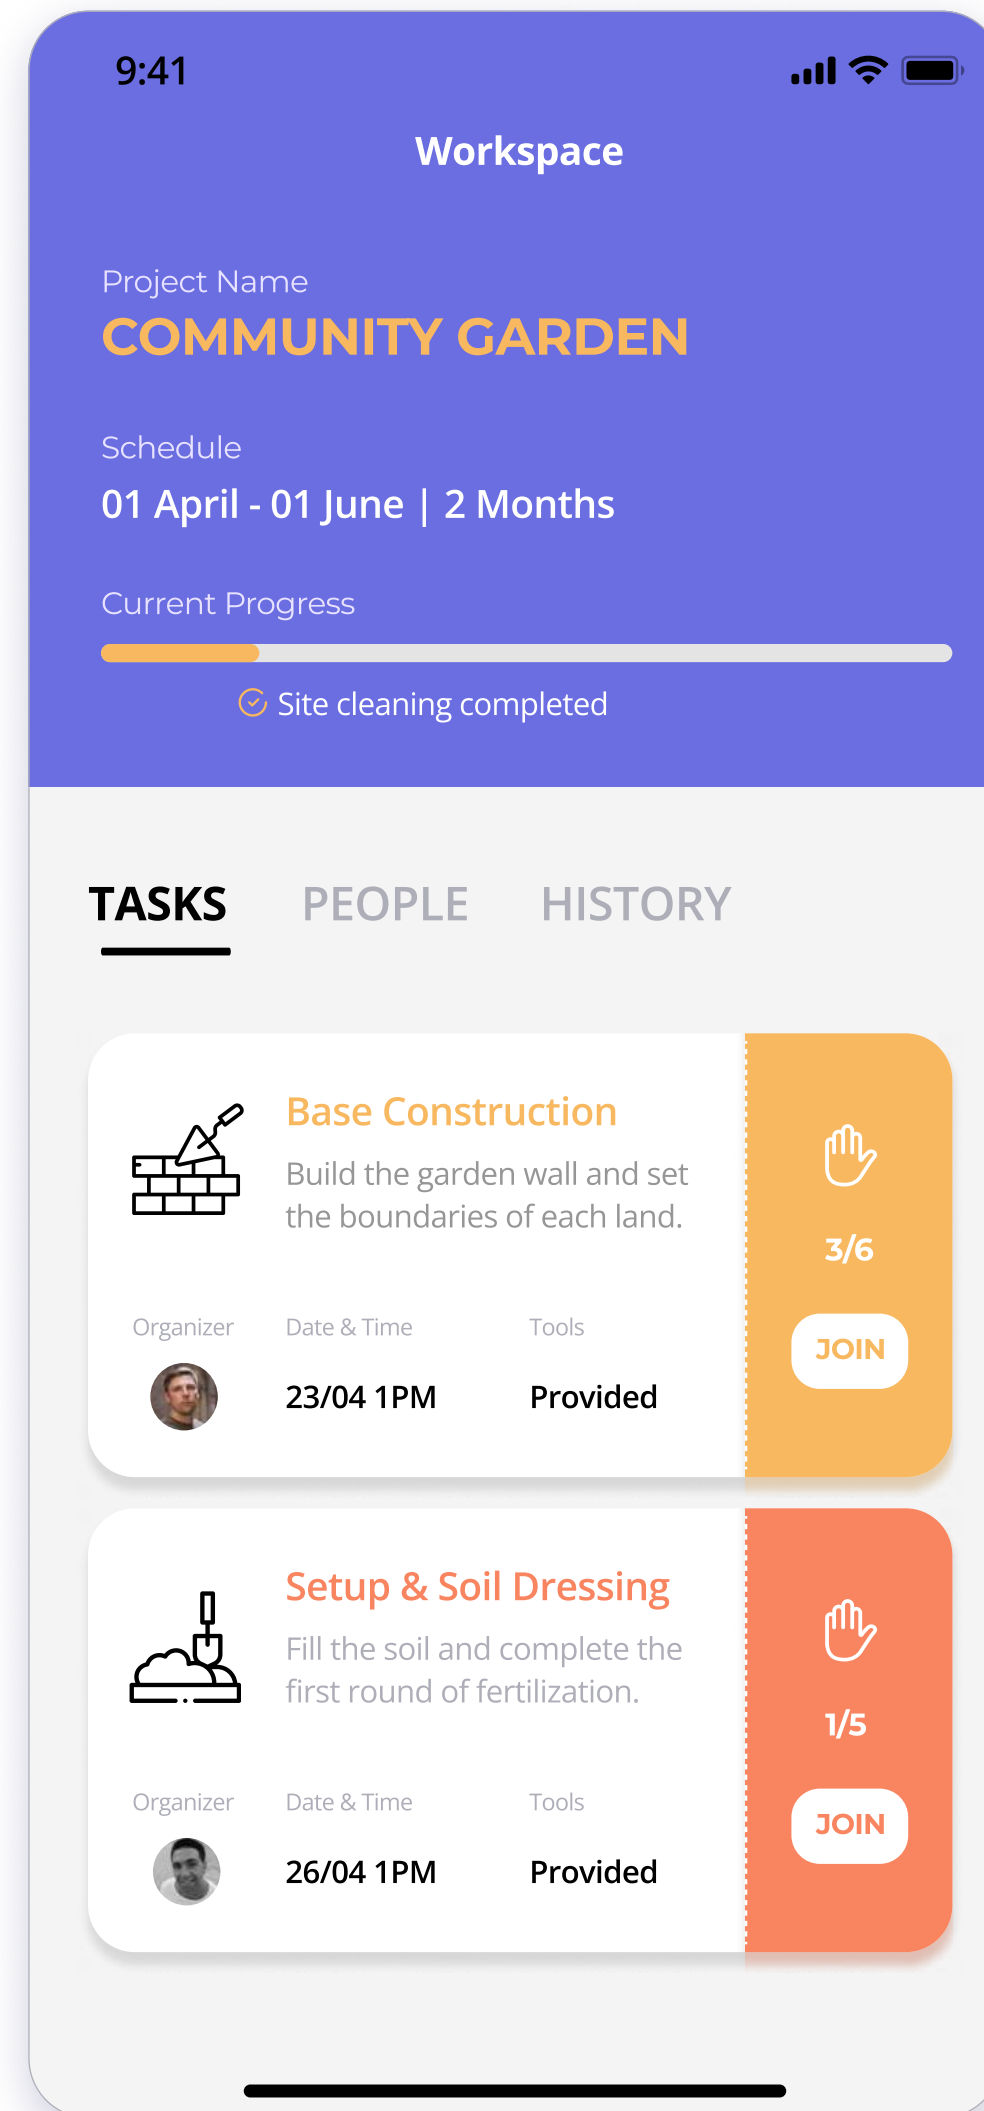 9:41
Workspace
Project Name
COMMUNITY GARDEN
Schedule
01 April - 01 June | 2 Months
Current Progress
Site cleaning completed
TASKS PEOPLE HISTORY
Base Construction
Build the garden wall and set
the boundaries of each land.
3/6
JOIN
Organizer Date & Time Tools
23/04 1PM Provided
Setup & Soil Dressing
Fill the soil and complete the
first round of fertilization.
1/5
JOIN
Organizer Date & Time Tools
26/04 1PM Provided